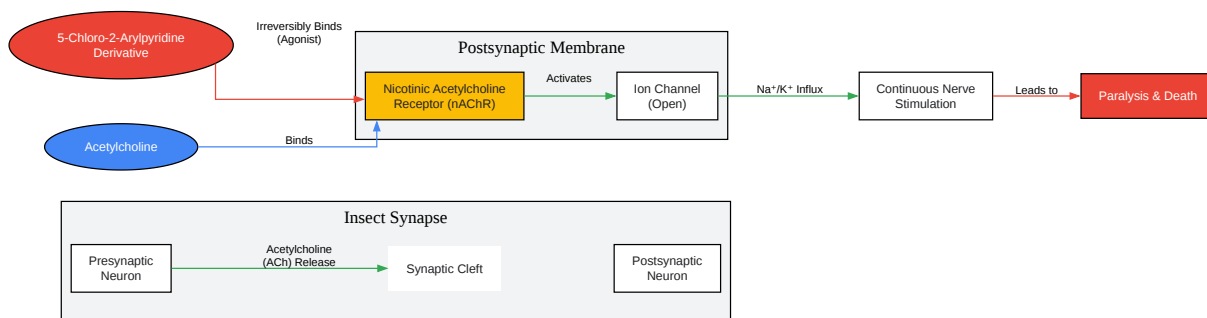 5-Chloro-2-Arylpyridine
Derivative
Irreversibly Binds
(Agonist)
Postsynaptic Membrane
Nicotinic Acetylcholine
Receptor (nAChR)
Activates
Ion Channel
(Open)
Na⁺/K⁺ Influx
Continuous Nerve
Stimulation
Leads to
Paralysis & Death
Acetylcholine
Binds
Insect Synapse
Presynaptic
Neuron
Acetylcholine
(ACh) Release
Synaptic Cleft
Postsynaptic
Neuron